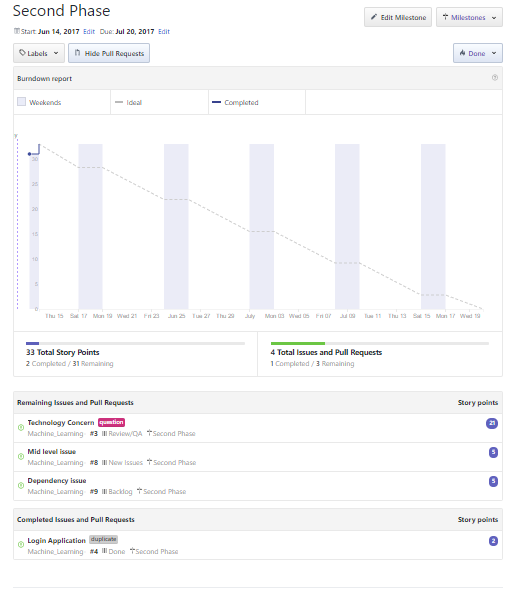 Second Phase
Edit Milestone
Milestones
Start: Jun 14, 2017 Edit Due: Jul 20, 2017 Edit
Labels
Hide Pull Requests
Done
Burndown report
Weekends
Ideal
Completed
30
25
20
15
10
5
0
Thu 15 Sat 17 Mon 19 Wed 21 Fri 23 Jun 25 Tue 27 Thu 29 July Mon 03 Wed 05 Fri 07 Jul 09 Tue 11 Thu 13 Sat 15 Mon 17 Wed 19
33 Total Story Points
2 Completed / 31 Remaining
4 Total Issues and Pull Requests
1 Completed / 3 Remaining
Remaining Issues and Pull Requests Story points
Technology Concern question 21
Machine_Learning #3 Review/QA Second Phase
Mid level issue 5
Machine_Learning #8 New Issues Second Phase
Dependency issue 5
Machine_Learning #9 Backlog Second Phase
Completed Issues and Pull Requests Story points
Login Application duplicate 2
Machine_Learning #4 Done Second Phase